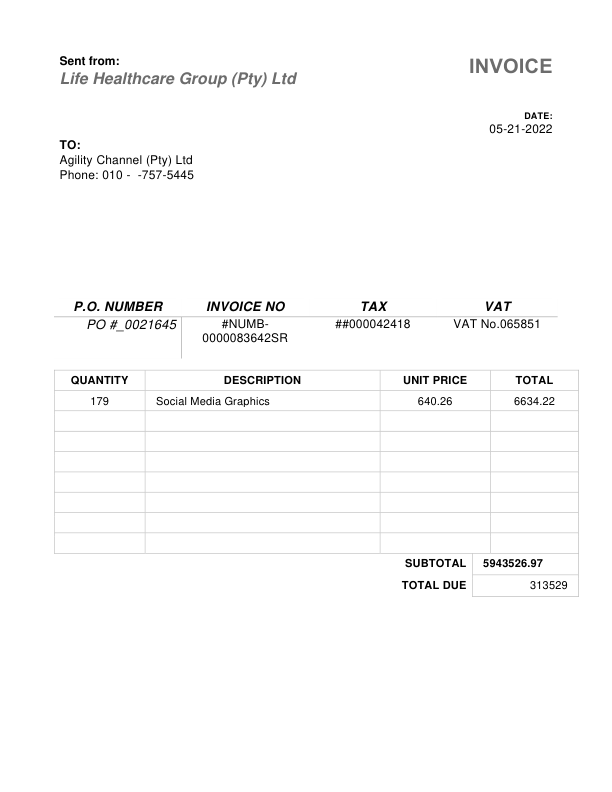 Sent from:
Life Healthcare Group (Pty) Ltd
INVOICE
DATE:
05-21-2022
TO:
Agility Channel (Pty) Ltd
Phone: 010 -  -757-5445
P.O. NUMBER INVOICE NO TAX VAT
PO #_0021645 #NUMB- ##000042418 VAT No.065851
0000083642SR
QUANTITY DESCRIPTION UNIT PRICE TOTAL
179 Social Media Graphics 640.26 6634.22
SUBTOTAL 5943526.97
TOTAL DUE 313529